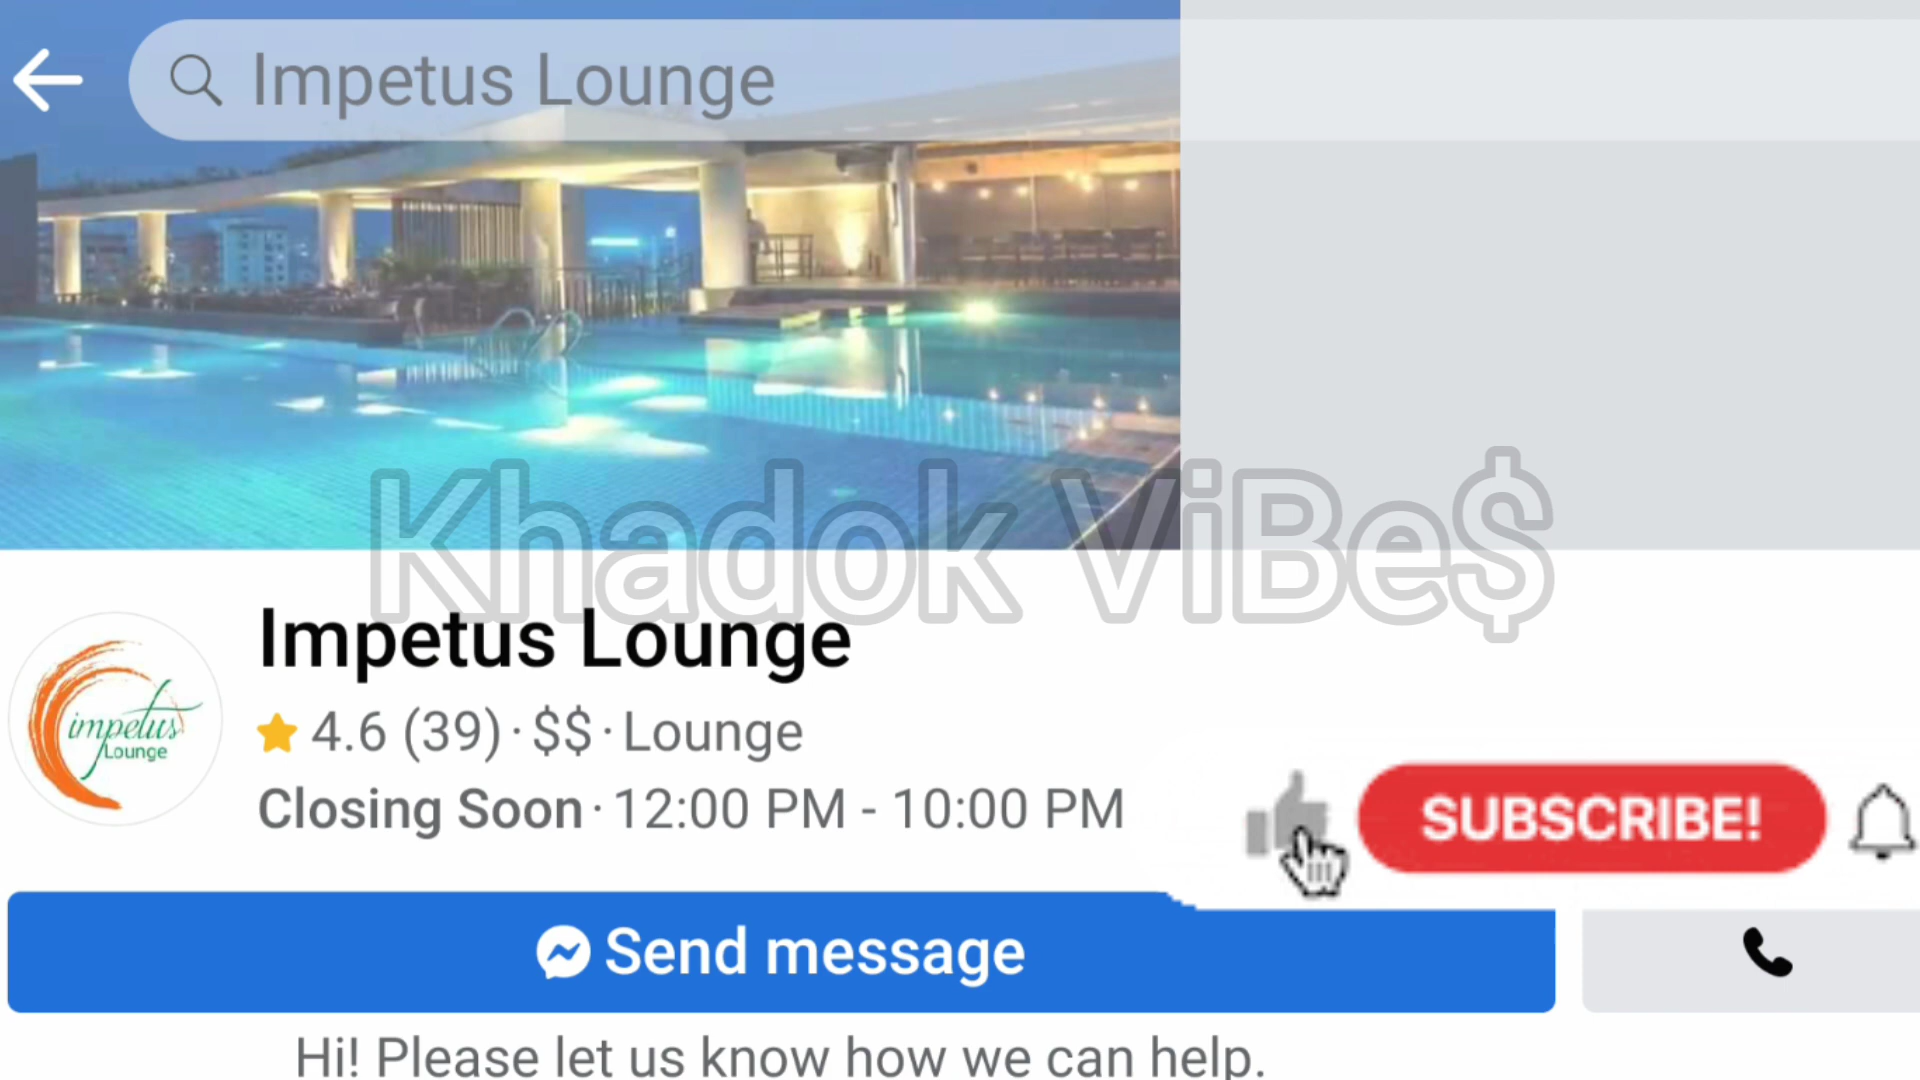 Impetus Lounge
Khadok ViBe$
Impetus Lounge
impetus
Lounge
4.6 (39) · $$ · Lounge
Closing Soon · 12:00 PM - 10:00 PM
SUBSCRIBE!
Send message
Hi! Please let us know how we can help.